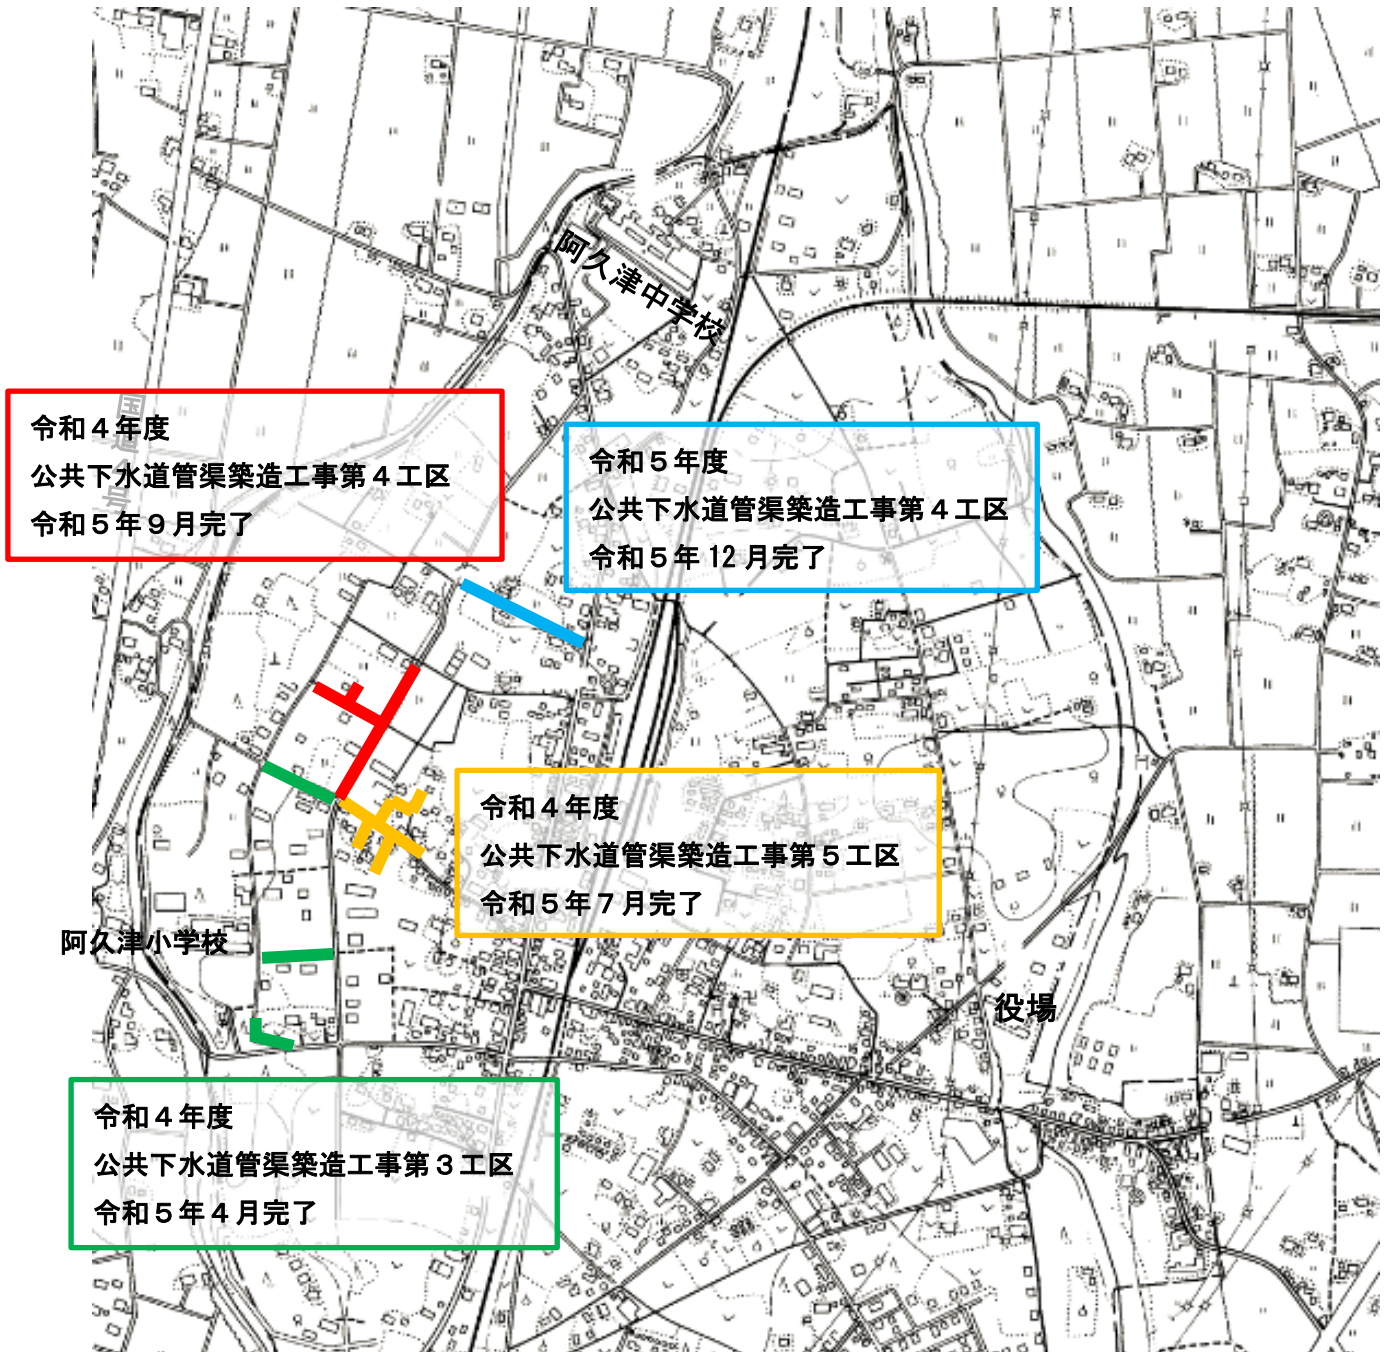 阿久津中学校
国道４号
令和４年度
公共下水道管渠築造工事第４工区
令和５年９月完了
令和５年度
公共下水道管渠築造工事第４工区
令和５年 12 月完了
令和４年度
公共下水道管渠築造工事第５工区
令和５年７月完了
阿久津小学校
役場
令和４年度
公共下水道管渠築造工事第３工区
令和５年４月完了